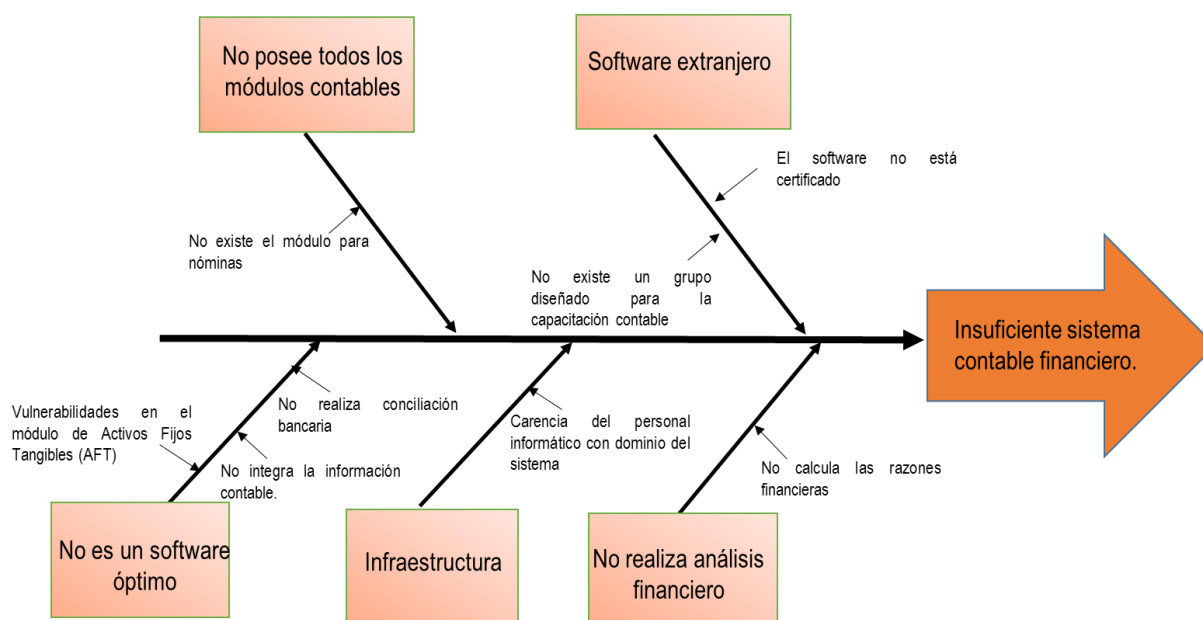 No posee todos los
módulos contables
Software extranjero
El software no está
certificado
No existe el módulo para
nóminas
No existe un grupo
diseñado para la
capacitación contable
Insuficiente sistema
contable financiero.
Vulnerabilidades en el
módulo de Activos Fijos
Tangibles (AFT)
No realiza conciliación
bancaria
No integra la información
contable.
Carencia del personal
informático con dominio del
sistema
No calcula las razones
financieras
No es un software
óptimo
Infraestructura
No realiza análisis
financiero